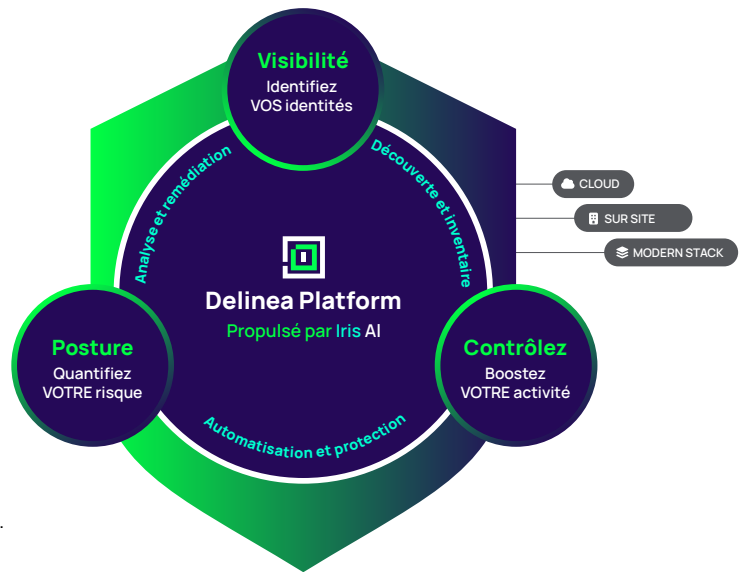 Visibilité
Identifiez
VOS identités
Analyse et remédiation
Découverte et inventaire
CLOUD
SUR SITE
MODERN STACK
Delinea Platform
Propulsé par Iris AI
Posture
Quantifiez
VOTRE risque
Contrôlez
Boostez
VOTRE activité
Automatisation et protection
.